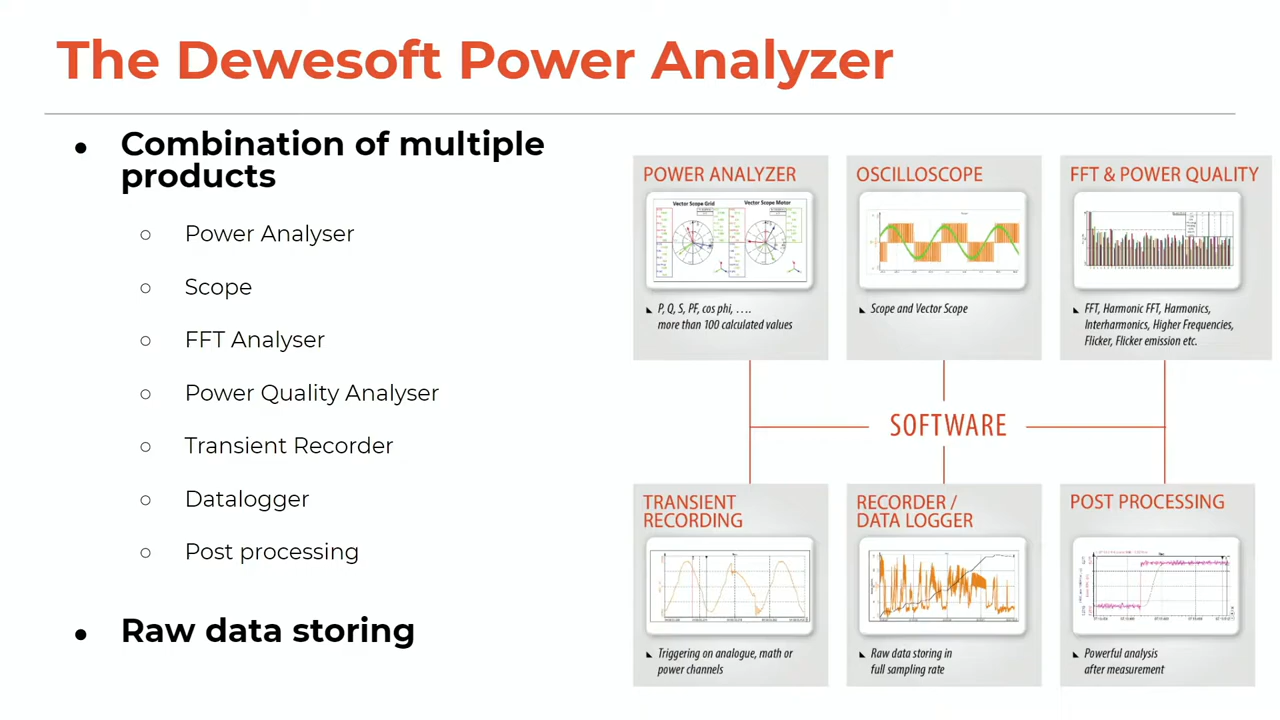 The Dewesoft Power Analyzer
● Combination of multiple
products
○ Power Analyser
○ Scope
○ FFT Analyser
○ Power Quality Analyser
○ Transient Recorder
○ Datalogger
○ Post processing
● Raw data storing
POWER ANALYZER
Vector Scope Grid
Vector Scope Motor
P, Q, S, PF, cos phi, ....
more than 100 calculated values
OSCILLOSCOPE
Scope and Vector Scope
FFT & POWER QUALITY
FFT, Harmonic FFT, Harmonics,
Interharmonics, Higher Frequencies,
Flicker, Flicker emission etc.
SOFTWARE
TRANSIENT
RECORDING
Triggering on analogue, math or
power channels
RECORDER /
DATA LOGGER
Raw data storing in
full sampling rate
POST PROCESSING
Powerful analysis
after measurement